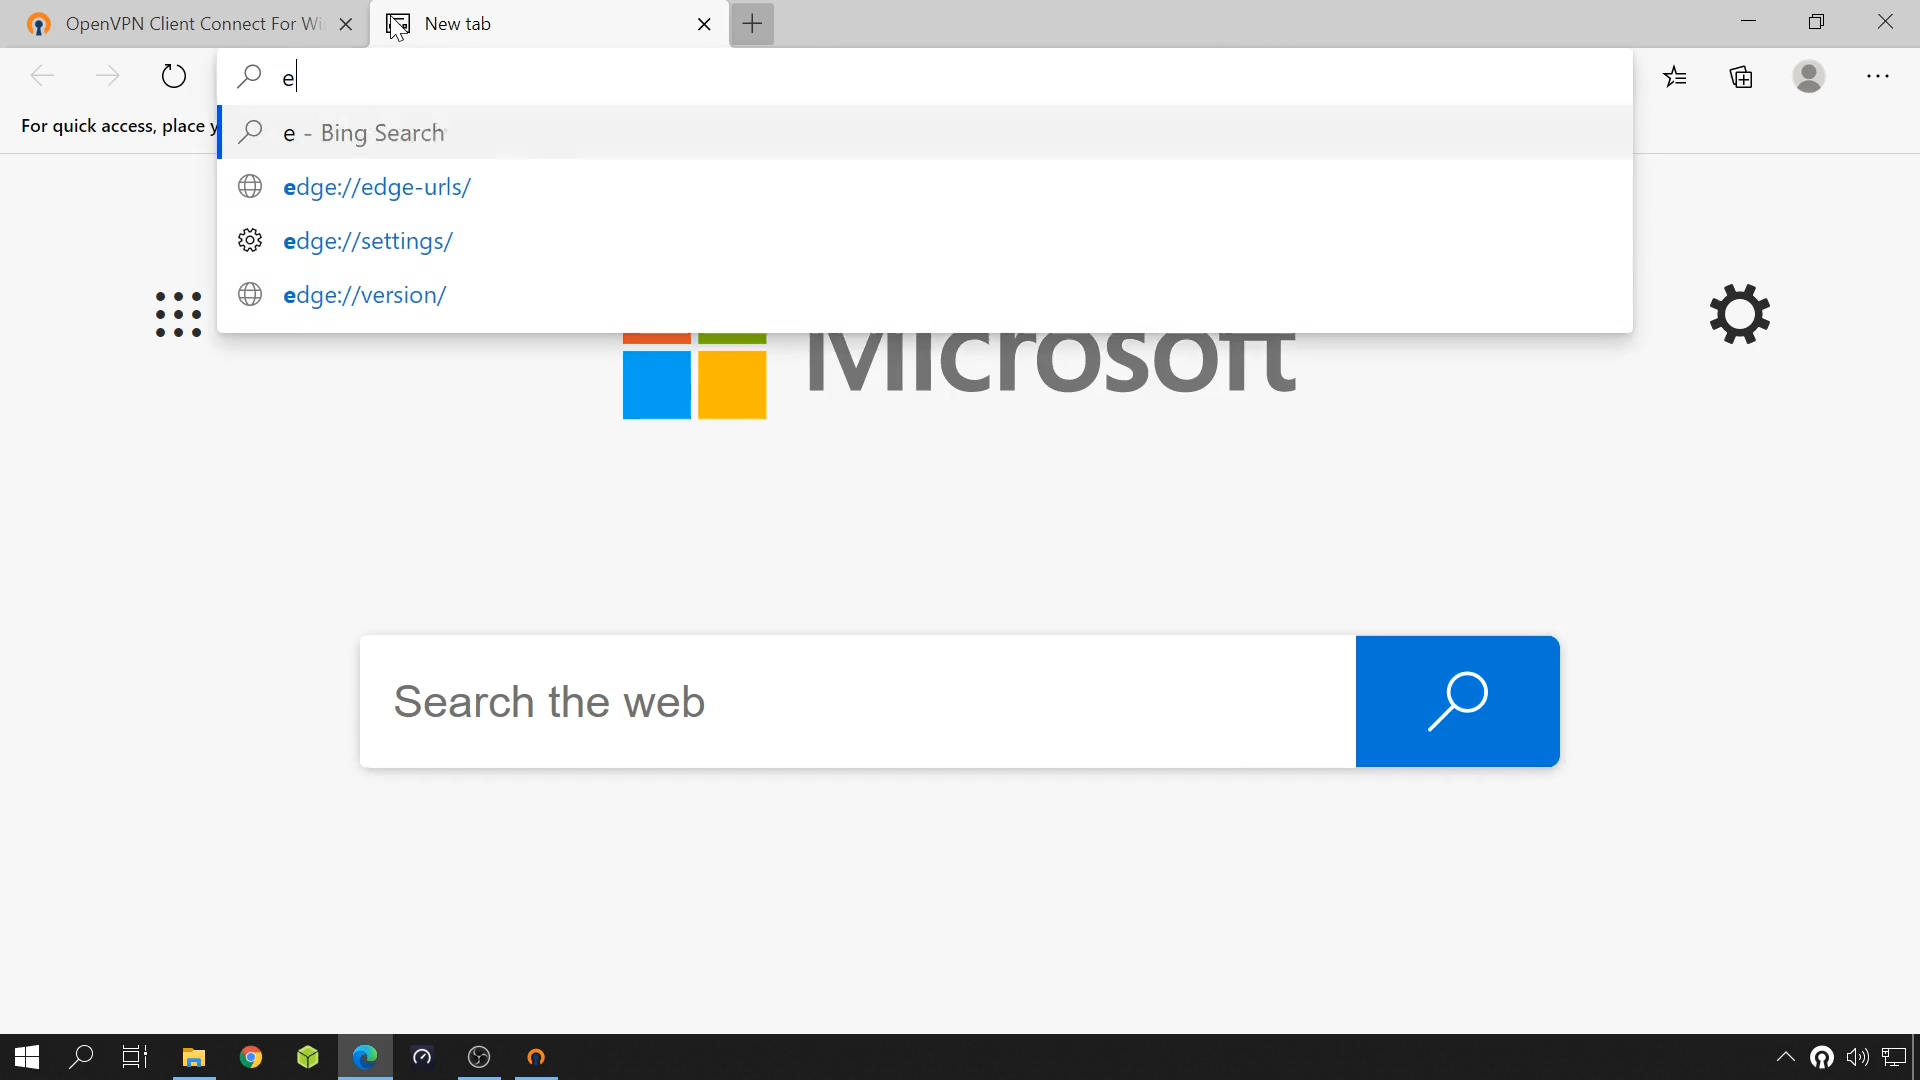 OpenVPN Client Connect For Wi
New tab
e
For quick access, place y
e - Bing Search
edge://edge-urls/
edge://settings/
edge://version/
Microsoft
Search the web